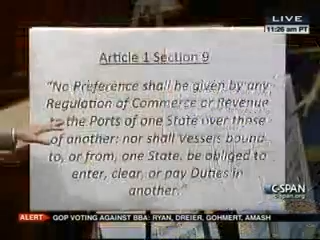 LIVE
11:26 am PT
Article 1 Section 9
"No Preference shall be given by any
Regulation of Commerce or Revenue
to the Ports of one State over those
of another: nor shall Vessels bound
to, or from, one State, be obliged to
enter, clear, or pay Duties in
another."
C-SPAN
c-span.org
ALERT GOP VOTING AGAINST BBA: RYAN, DREIER, GOHMERT, AMASH